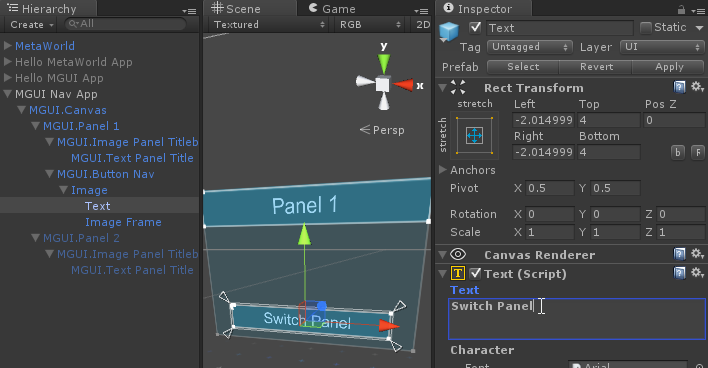 Hierarchy
Create
All
MetaWorld
Hello MetaWorld App
Hello MGUI App
MGUI Nav App
MGUI.Canvas
MGUI.Panel 1
MGUI.Image Panel Titleb
MGUI.Text Panel Title
MGUI.Button Nav
Image
Text
Image Frame
MGUI.Panel 2
MGUI.Image Panel Titleb
MGUI.Text Panel Title
Scene
Game
Textured
RGB
2D
y
x
Persp
Panel 1
Switch Panel
Inspector
Text
Static
Tag
Untagged
Layer
UI
Prefab
Select
Revert
Apply
Rect Transform
stretch
stretch
Left
Top
Pos Z
-2.014999
4
0
Right
Bottom
-2.014999
4
b
F
Anchors
Pivot
X 0.5
Y 0.5
Rotation
X 0
Y 0
Z 0
Scale
X 1
Y 1
Z 1
Canvas Renderer
T
Text (Script)
Text
Switch Panel
Character
Font
Arial